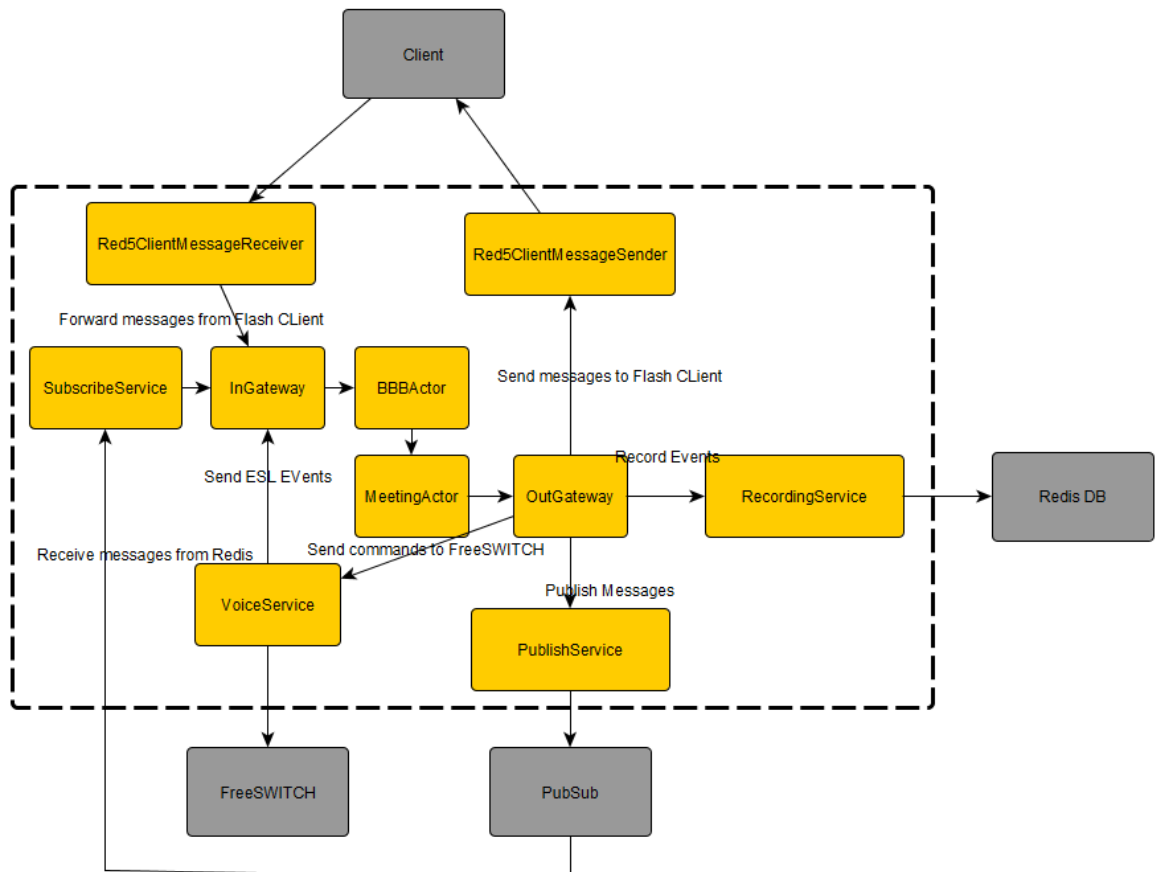 Client
Red5ClientMessageReceiver
Red5ClientMessageSender
Forward messages from Flash CLient
SubscribeService
InGateway
BBBActor
Send messages to Flash CLient
Send ESL EVents
Record Events
MeetingActor
OutGateway
RecordingService
Redis DB
Receive messages from Redis
Send commands to FreeSWITCH
VoiceService
Publish Messages
PublishService
FreeSWITCH
PubSub